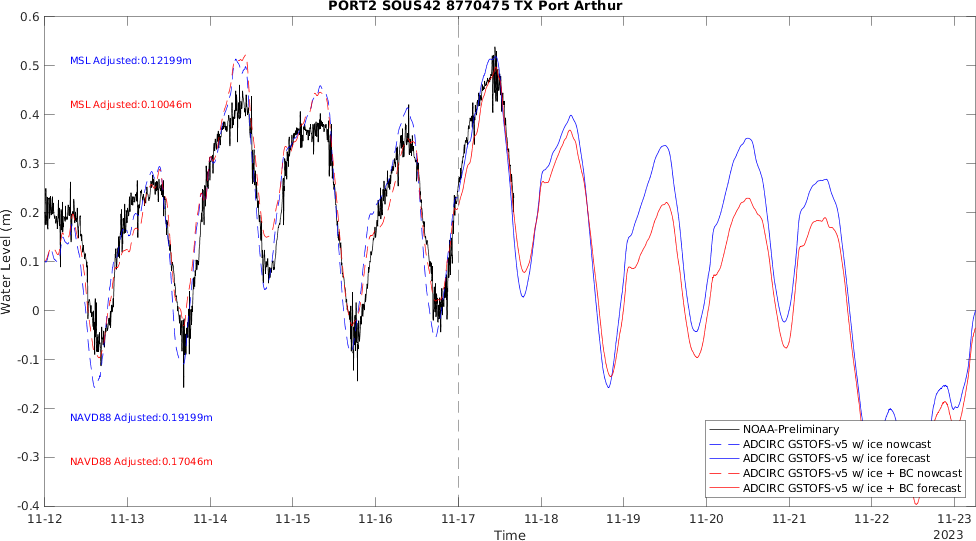 PORT2 SOUS42 8770475 TX Port Arthur
0.6
0.5
0.4
0.3
0.2
0.1
0
-0.1
-0.2
-0.3
-0.4
Water Level (m)
MSL Adjusted:0.12199m
MSL Adjusted:0.10046m
NAVD88 Adjusted:0.19199m
NAVD88 Adjusted:0.17046m
NOAA-Preliminary
ADCIRC GSTOFS-v5 w/ ice nowcast
ADCIRC GSTOFS-v5 w/ ice forecast
ADCIRC GSTOFS-v5 w/ ice + BC nowcast
ADCIRC GSTOFS-v5 w/ ice + BC forecast
11-12 11-13 11-14 11-15 11-16 11-17 11-18 11-19 11-20 11-21 11-22 11-23
Time
2023